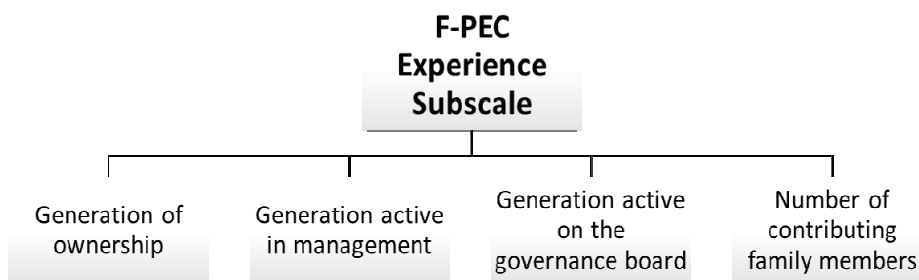 F-PEC
Experience
Subscale
Generation of
ownership
Generation active
in management
Generation active
on the
governance board
Number of
contributing
family members